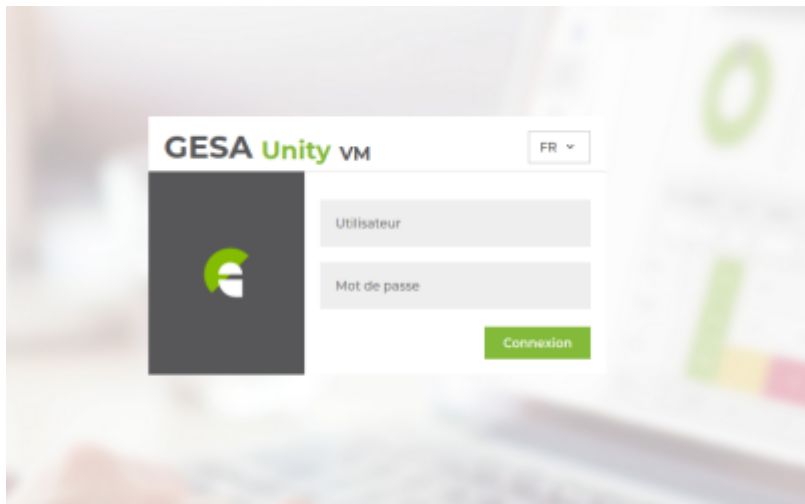 GESA Unity VM
FR
Utilisateur
Mot de passe
Connexion